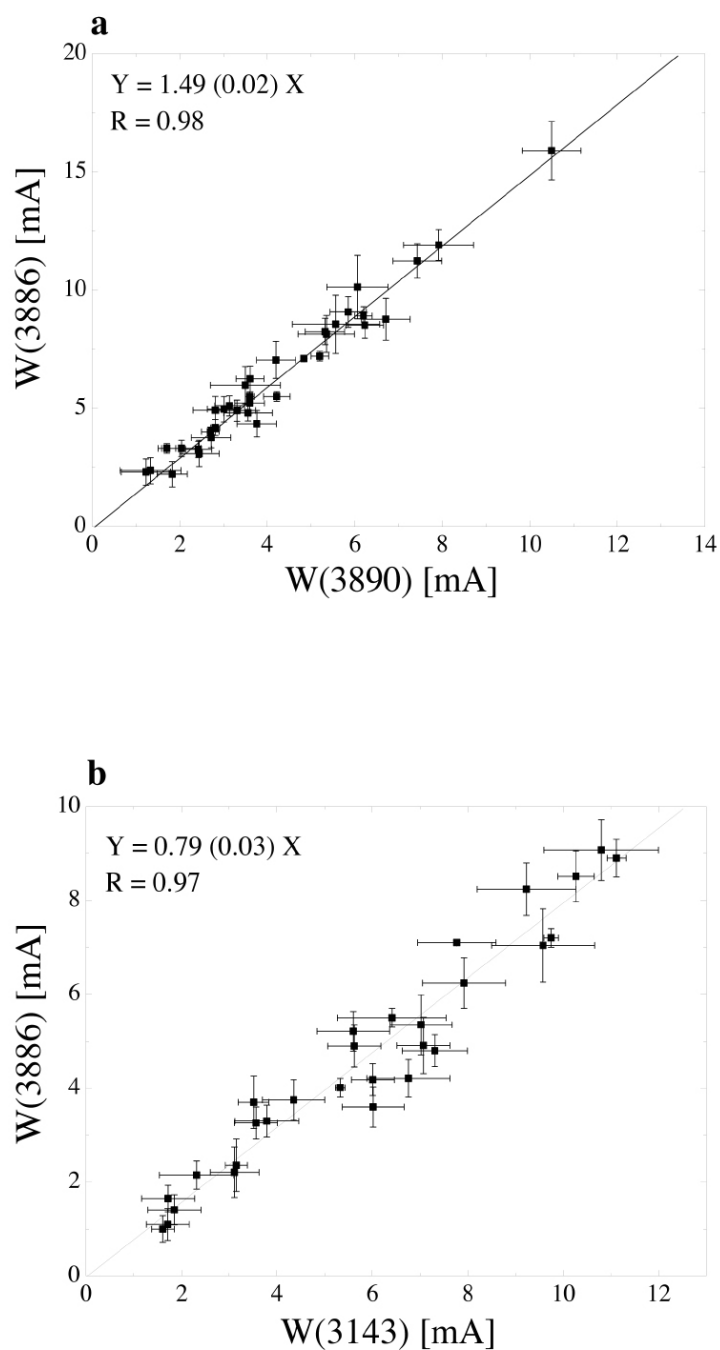 a
Y = 1.49 (0.02) X
R = 0.98
W(3886) [mA]
20
15
10
5
0
0 2 4 6 8 10 12 14
W(3890) [mA]
b
Y = 0.79 (0.03) X
R = 0.97
W(3886) [mA]
10
8
6
4
2
0
0 2 4 6 8 10 12
W(3143) [mA]